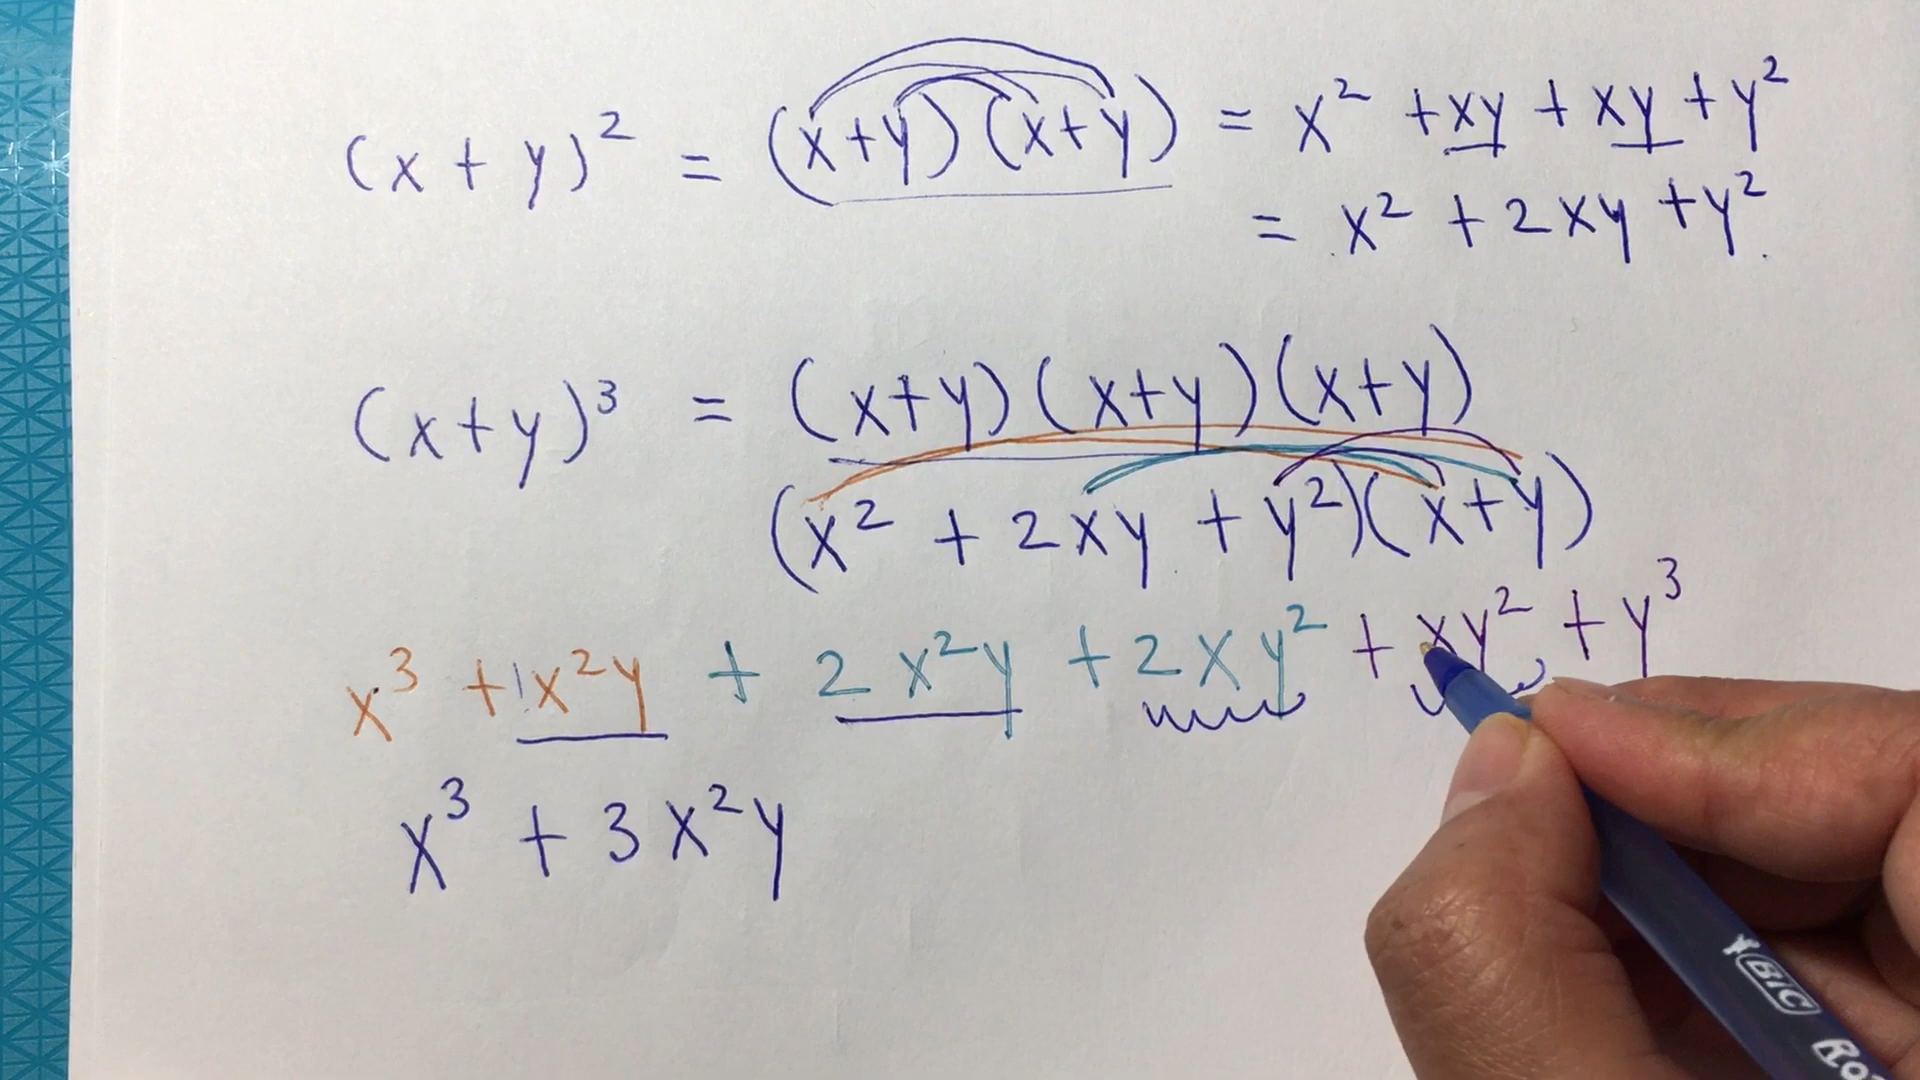 (x + y)² = (x+y) (x+y) = x² + xy + xy + y²
= x² + 2xy + y²
(x+y)³ = (x+y)(x+y)(x+y)
(x² + 2xy + y²)(x+y)
x³ + 1x²y + 2x²y + 2xy² + xy² + y³
x³ + 3x²y
BIC